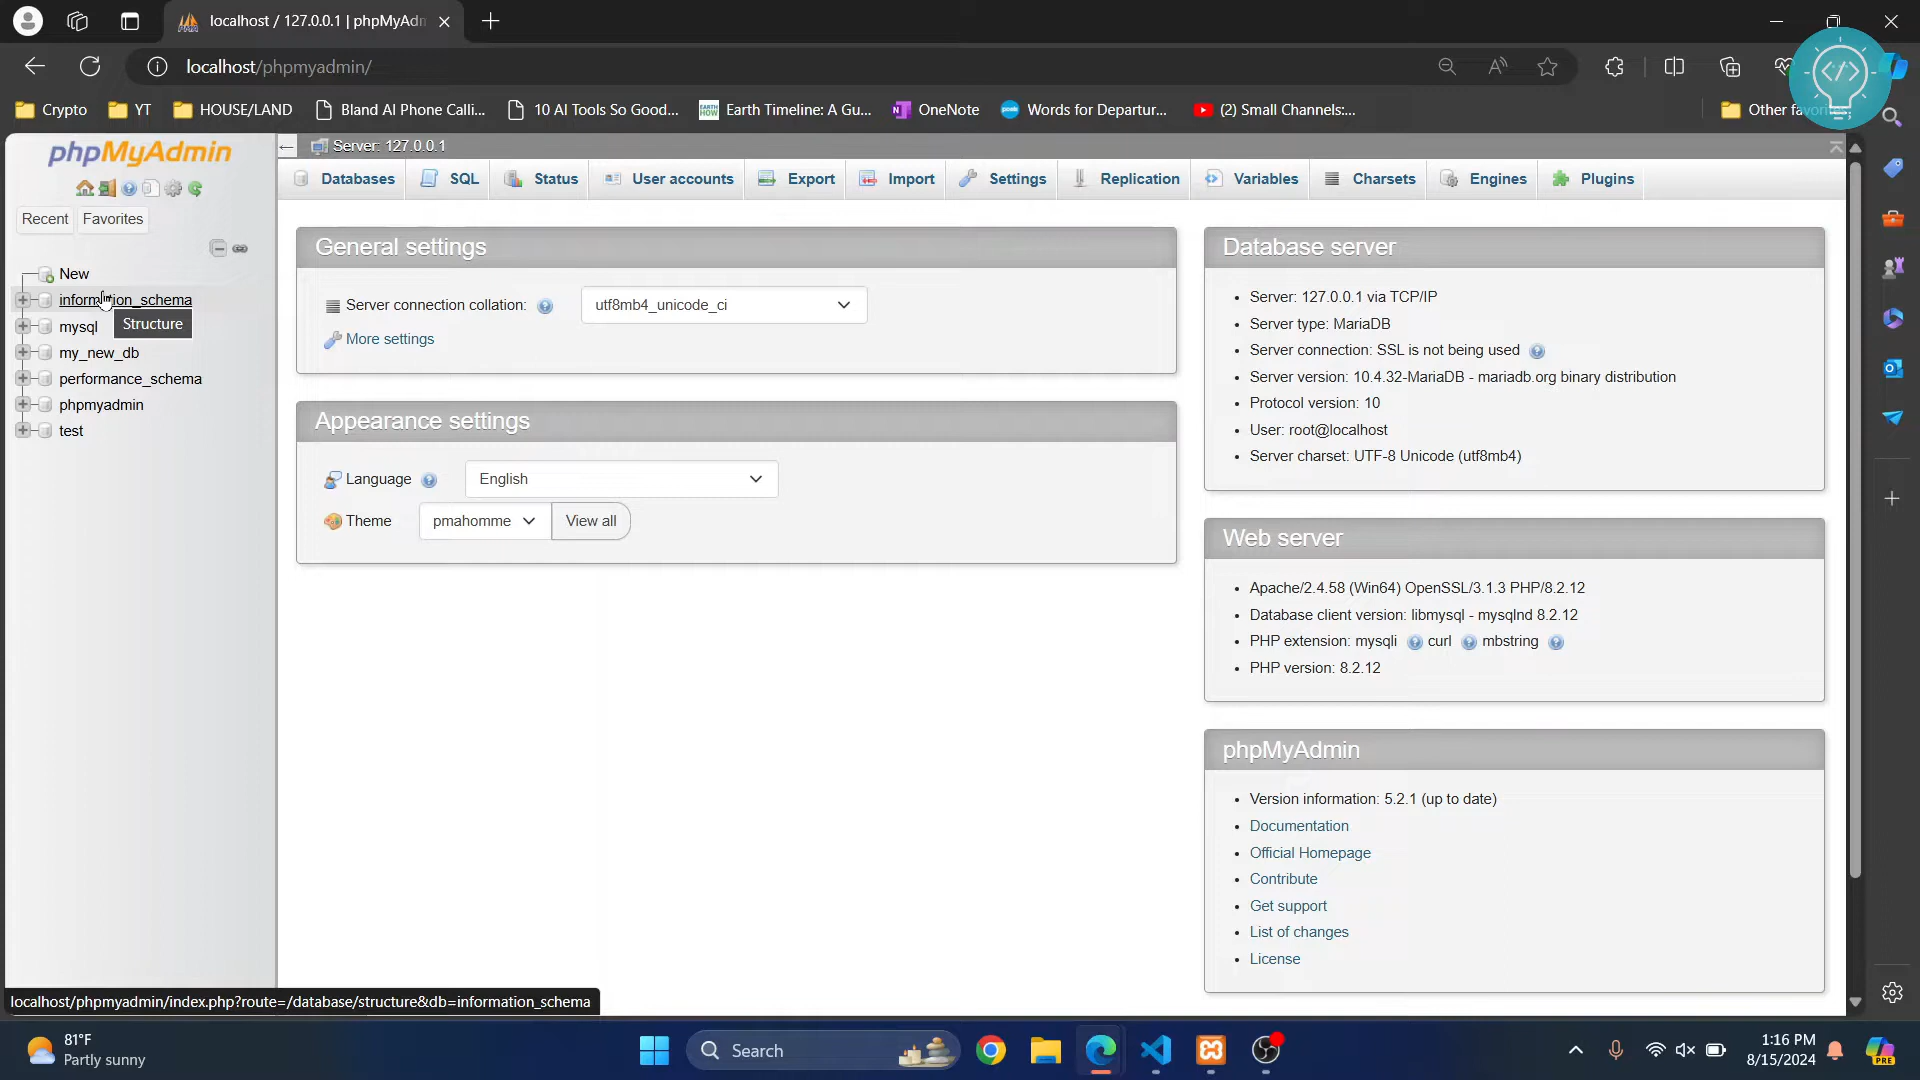 localhost / 127.0.0.1 | phpMyAdm
localhost/phpmyadmin/
Crypto
YT
HOUSE/LAND
Bland AI Phone Calli...
10 AI Tools So Good...
Earth Timeline: A Gu...
OneNote
Words for Departur...
(2) Small Channels:...
phpMyAdmin
Recent
Favorites
New
information_schema
mysql
Structure
my_new_db
performance_schema
phpmyadmin
test
Server: 127.0.0.1
Databases
SQL
Status
User accounts
Export
Import
Settings
Replication
Variables
Charsets
Engines
Plugins
General settings
Server connection collation:
utf8mb4_unicode_ci
More settings
Appearance settings
Language
English
Theme
pmahomme
View all
Database server
Server: 127.0.0.1 via TCP/IP
Server type: MariaDB
Server connection: SSL is not being used
Server version: 10.4.32-MariaDB - mariadb.org binary distribution
Protocol version: 10
User: root@localhost
Server charset: UTF-8 Unicode (utf8mb4)
Web server
Apache/2.4.58 (Win64) OpenSSL/3.1.3 PHP/8.2.12
Database client version: libmysql - mysqlnd 8.2.12
PHP extension: mysqli curl mbstring
PHP version: 8.2.12
phpMyAdmin
Version information: 5.2.1 (up to date)
Documentation
Official Homepage
Contribute
Get support
List of changes
License
localhost/phpmyadmin/index.php?route=/database/structure&db=information_schema
81°F
Partly sunny
Search
1:16 PM
8/15/2024
PRE